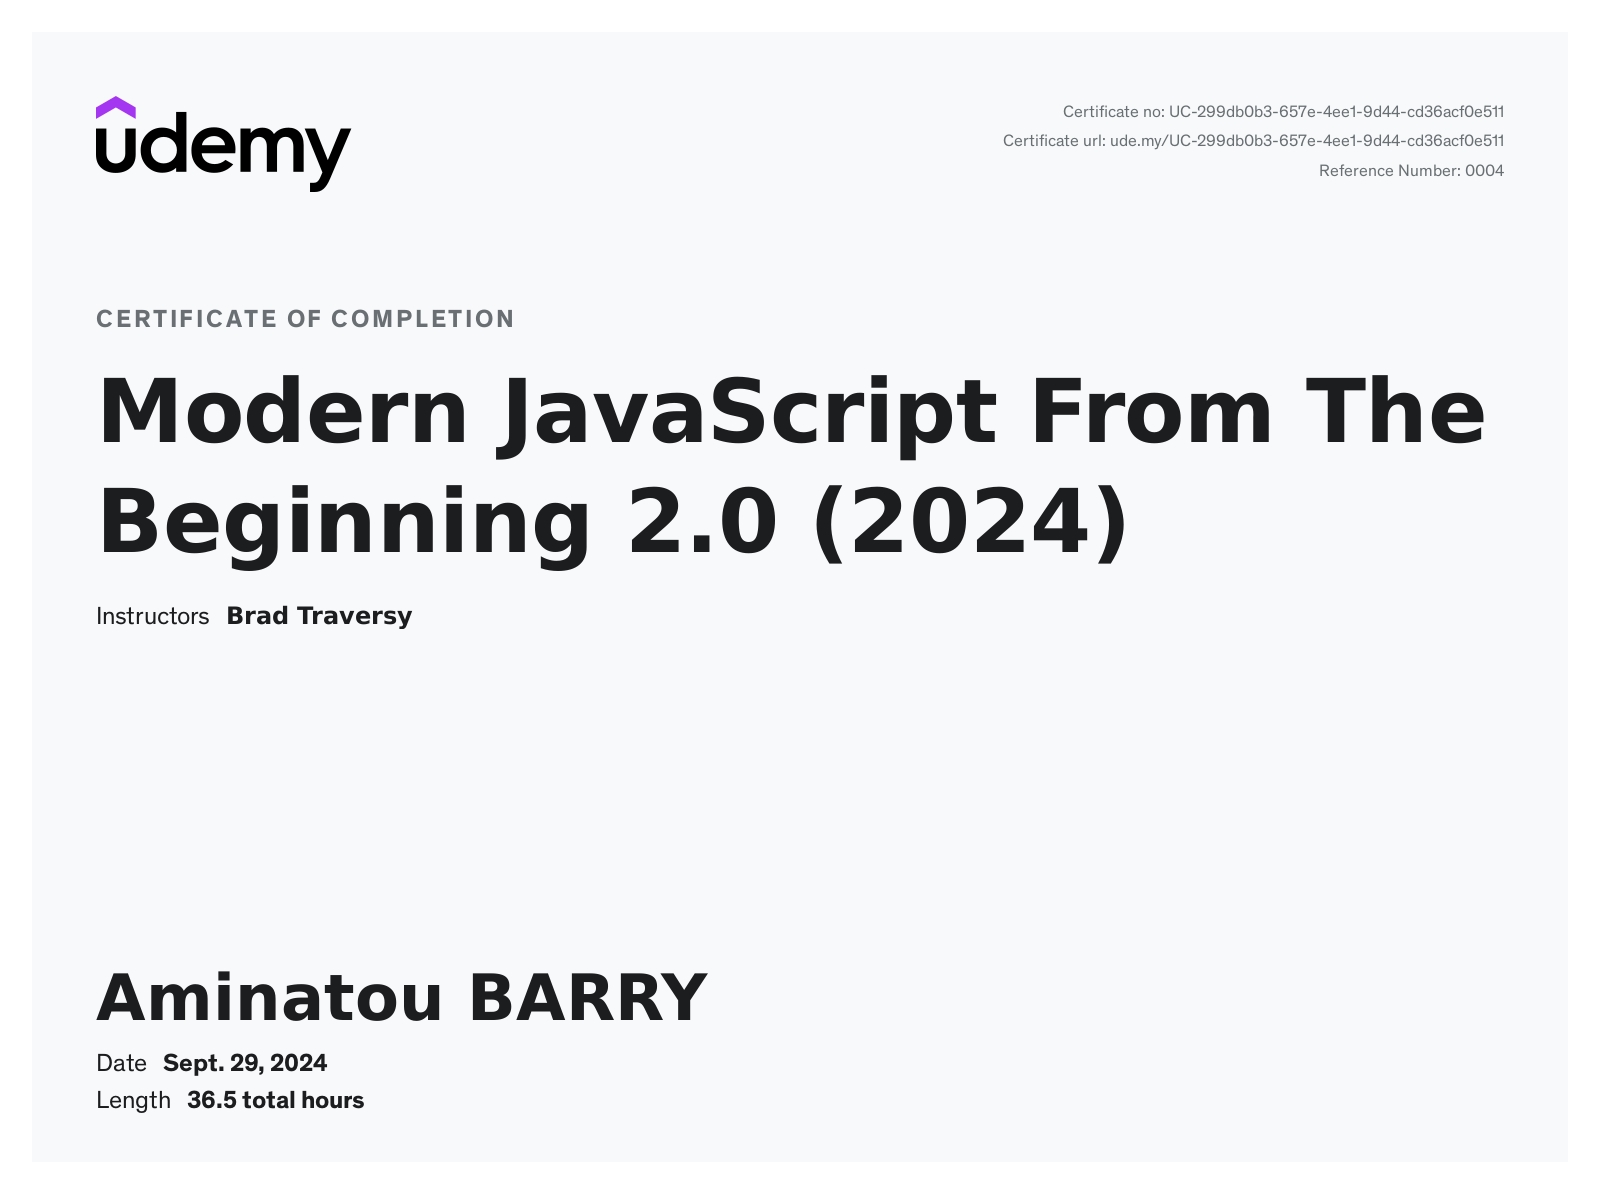 udemy
Certificate no: UC-299db0b3-657e-4ee1-9d44-cd36acf0e511
Certificate url: ude.my/UC-299db0b3-657e-4ee1-9d44-cd36acf0e511
Reference Number: 0004
CERTIFICATE OF COMPLETION
Modern JavaScript From The
Beginning 2.0 (2024)
Instructors Brad Traversy
Aminatou BARRY
Date Sept. 29, 2024
Length 36.5 total hours